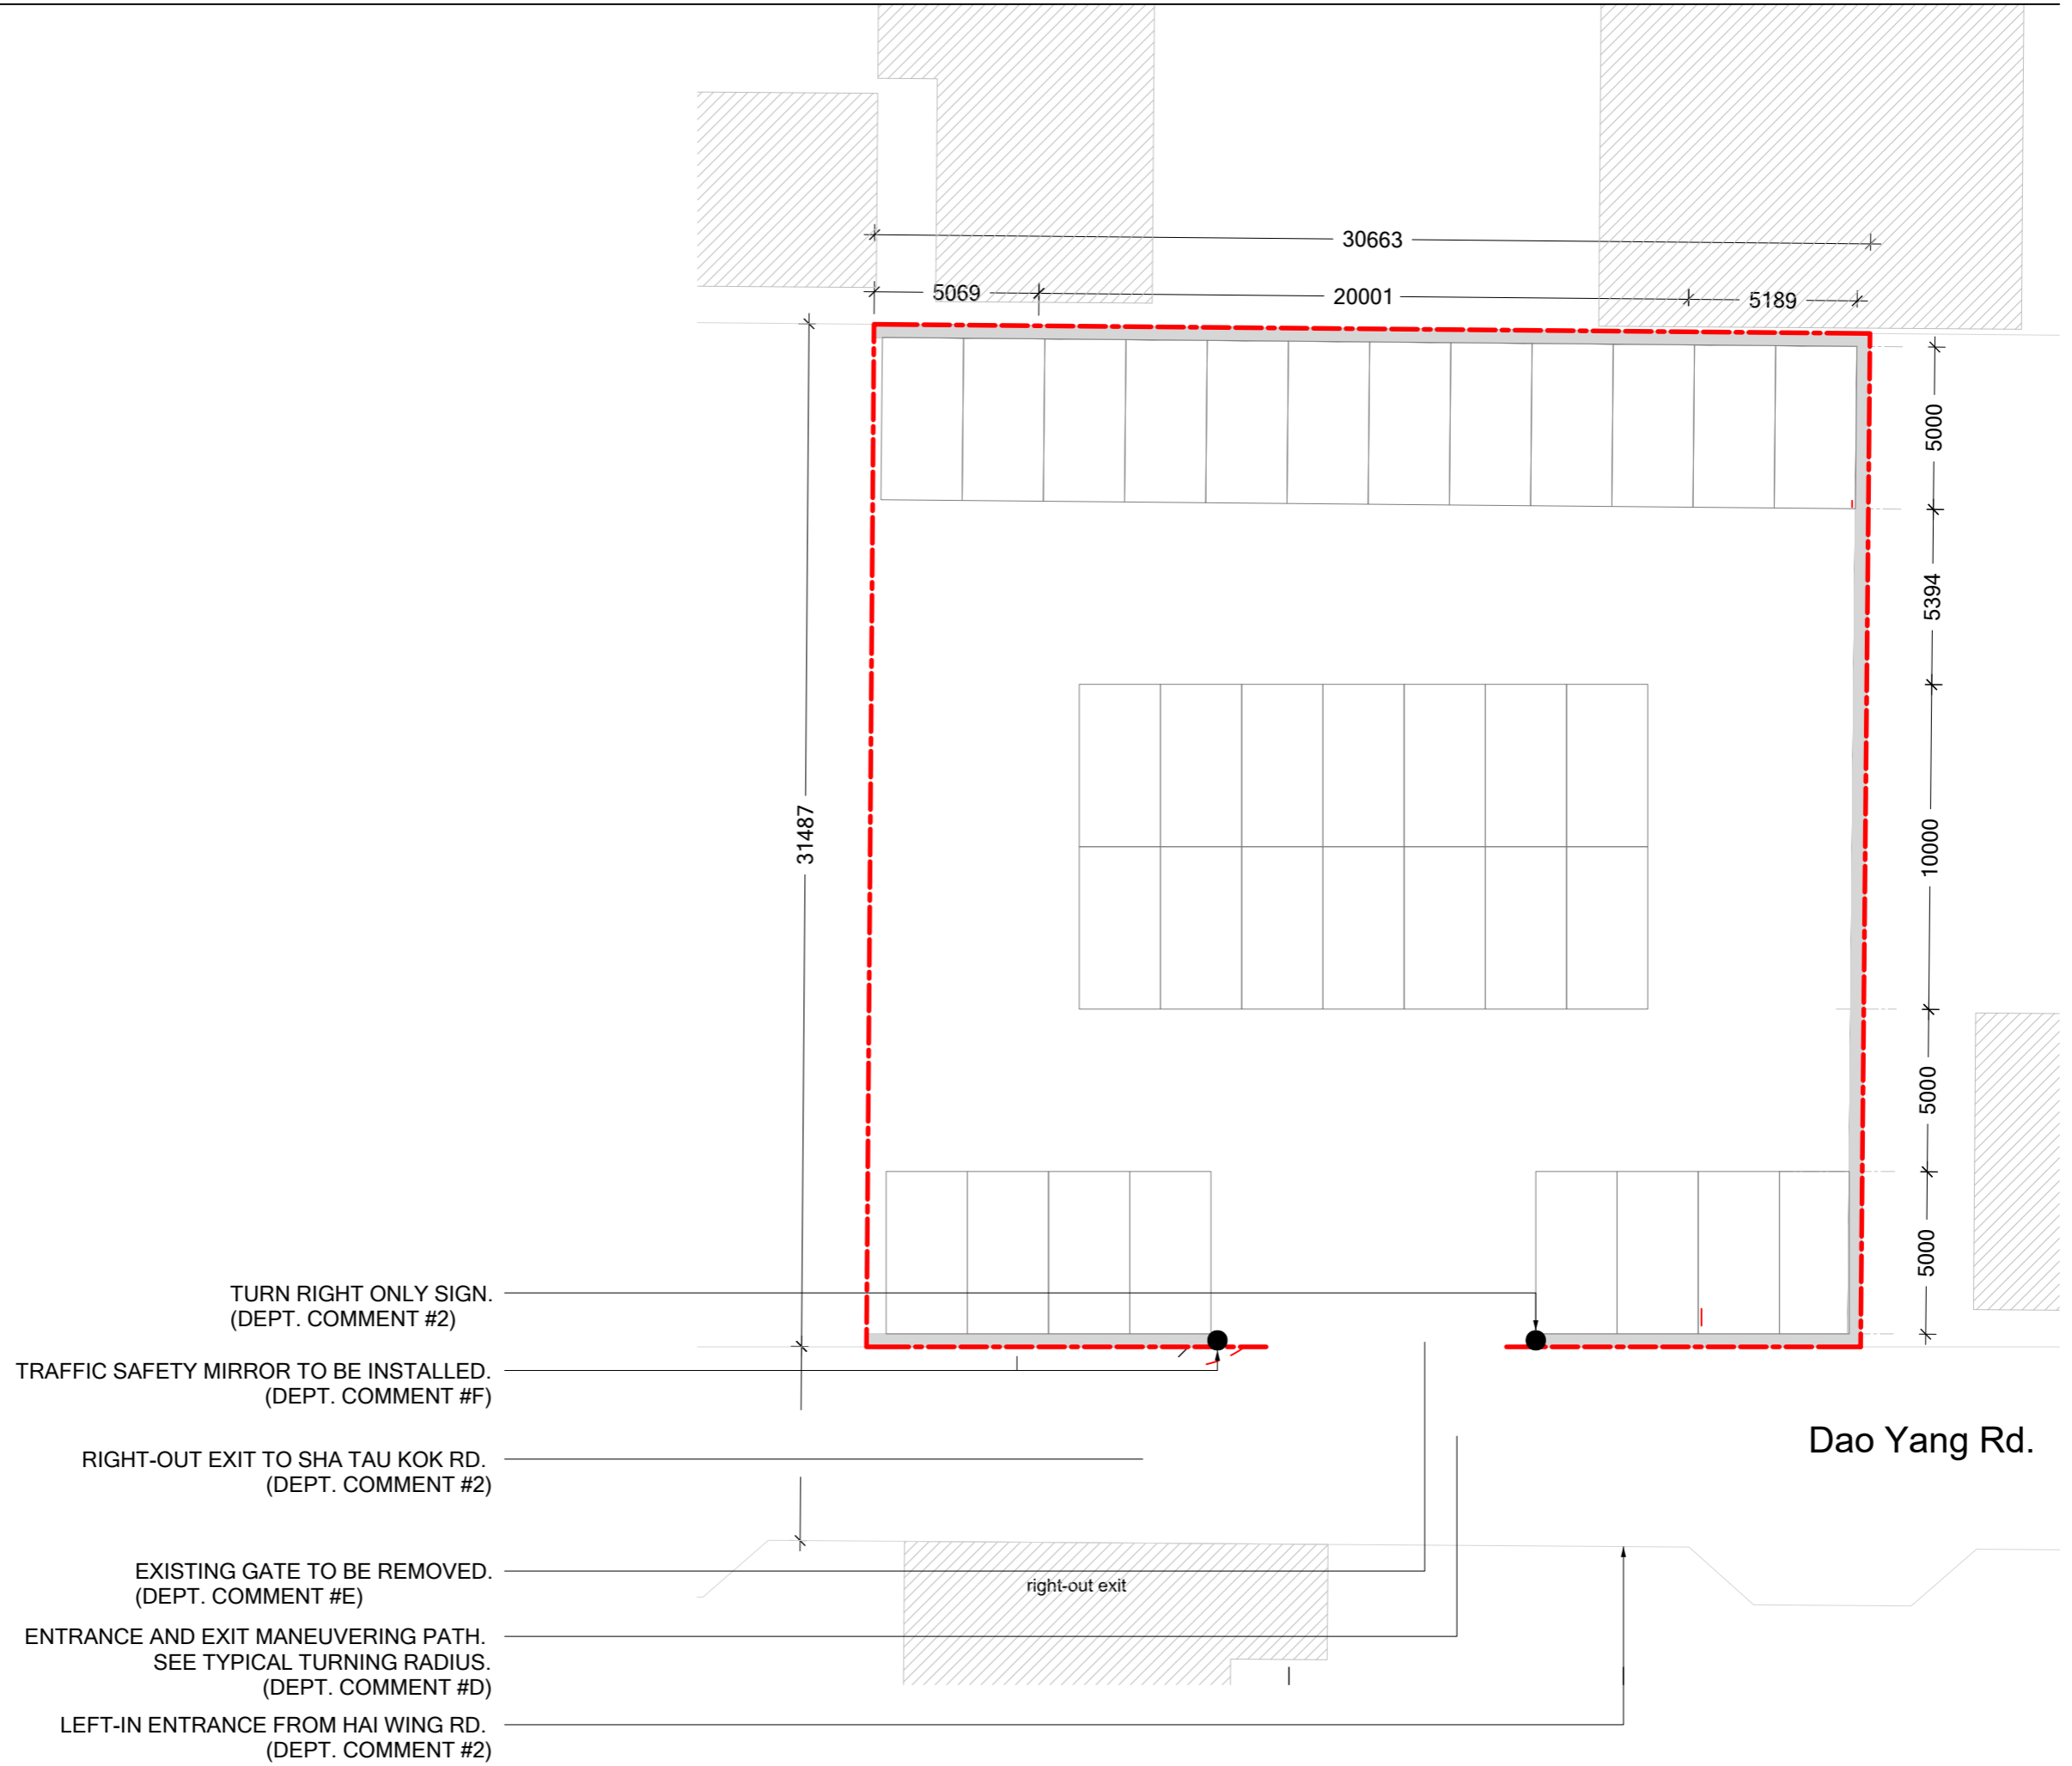 30663
5069
20001
5189
5000
5394
31487
10000
5000
5000
TURN RIGHT ONLY SIGN.
(DEPT. COMMENT #2)
TRAFFIC SAFETY MIRROR TO BE INSTALLED.
(DEPT. COMMENT #F)
Dao Yang Rd.
RIGHT-OUT EXIT TO SHA TAU KOK RD.
(DEPT. COMMENT #2)
EXISTING GATE TO BE REMOVED.
(DEPT. COMMENT #E)
right-out exit
ENTRANCE AND EXIT MANEUVERING PATH.
SEE TYPICAL TURNING RADIUS.
(DEPT. COMMENT #D)
LEFT-IN ENTRANCE FROM HAI WING RD.
(DEPT. COMMENT #2)